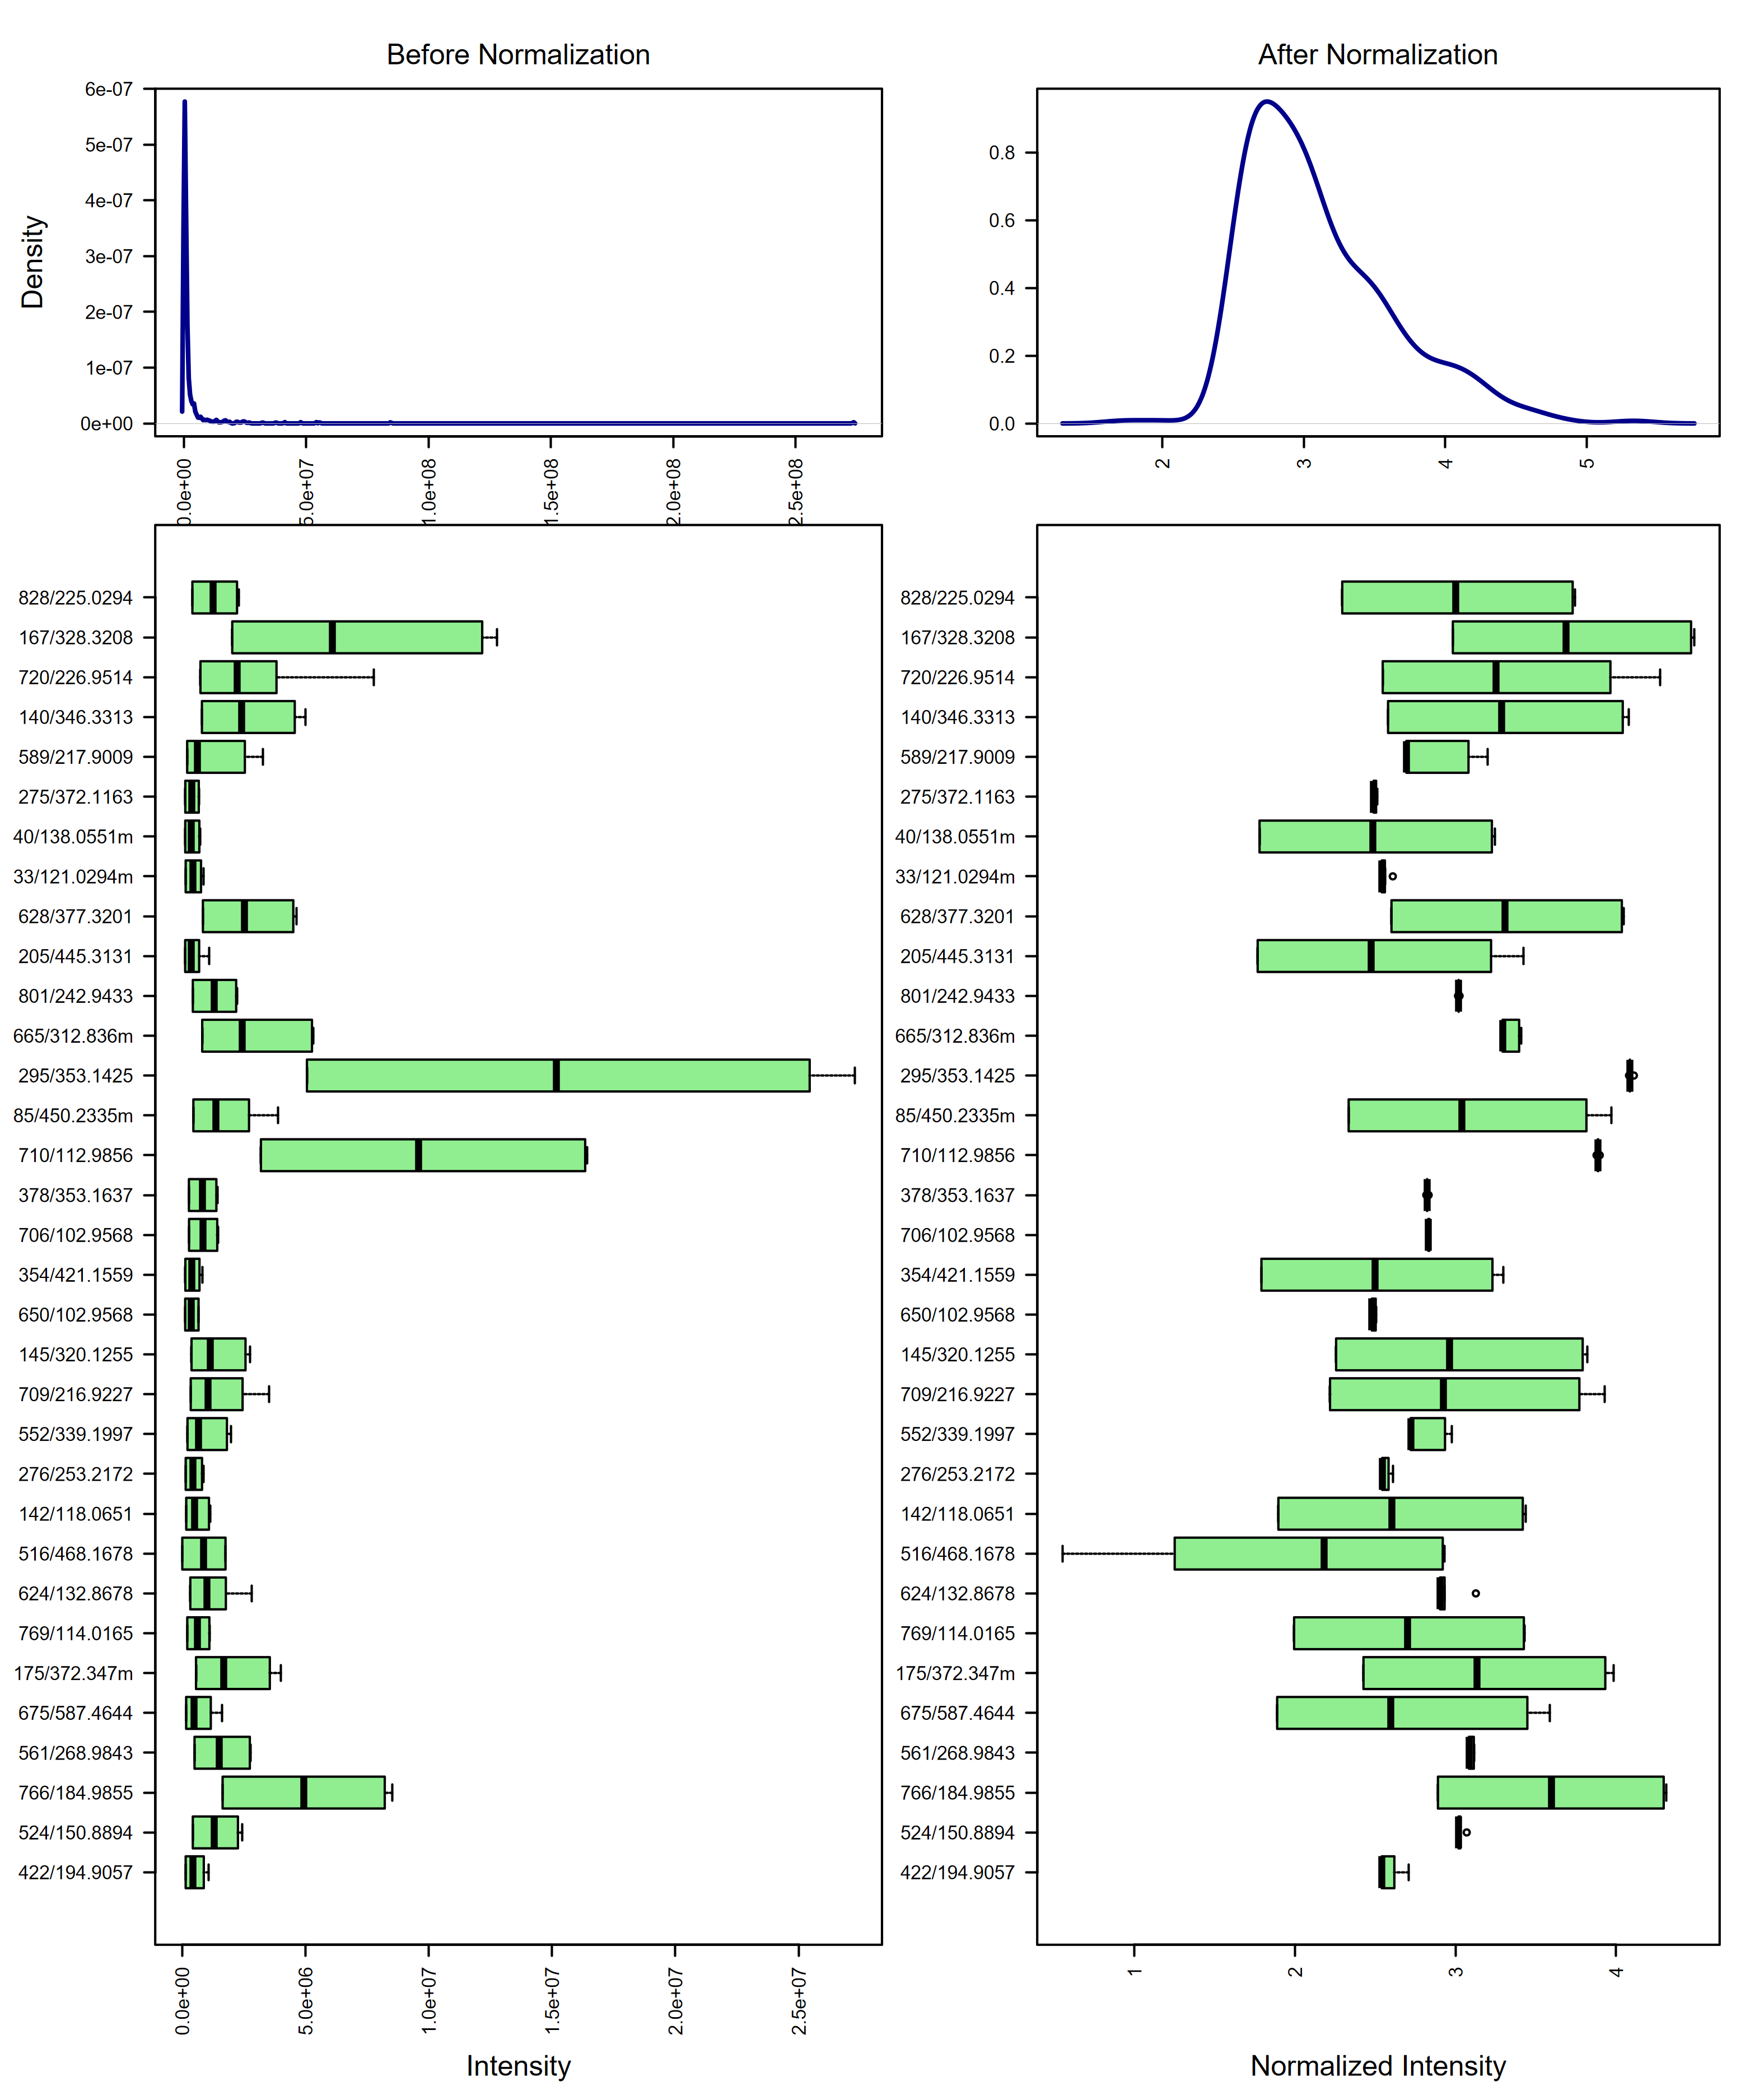 Before Normalization
After Normalization
Density
6e-07
5e-07
4e-07
3e-07
2e-07
1e-07
0e+00
0.0e+00
5.0e+07
1.0e+08
1.5e+08
2.0e+08
2.5e+08
0.8
0.6
0.4
0.2
0.0
2
3
4
5
828/225.0294
167/328.3208
720/226.9514
140/346.3313
589/217.9009
275/372.1163
40/138.0551m
33/121.0294m
628/377.3201
205/445.3131
801/242.9433
665/312.836m
295/353.1425
85/450.2335m
710/112.9856
378/353.1637
706/102.9568
354/421.1559
650/102.9568
145/320.1255
709/216.9227
552/339.1997
276/253.2172
142/118.0651
516/468.1678
624/132.8678
769/114.0165
175/372.347m
675/587.4644
561/268.9843
766/184.9855
524/150.8894
422/194.9057
0.0e+00
5.0e+06
1.0e+07
1.5e+07
2.0e+07
2.5e+07
Intensity
828/225.0294
167/328.3208
720/226.9514
140/346.3313
589/217.9009
275/372.1163
40/138.0551m
33/121.0294m
628/377.3201
205/445.3131
801/242.9433
665/312.836m
295/353.1425
85/450.2335m
710/112.9856
378/353.1637
706/102.9568
354/421.1559
650/102.9568
145/320.1255
709/216.9227
552/339.1997
276/253.2172
142/118.0651
516/468.1678
624/132.8678
769/114.0165
175/372.347m
675/587.4644
561/268.9843
766/184.9855
524/150.8894
422/194.9057
1
2
3
4
Normalized Intensity